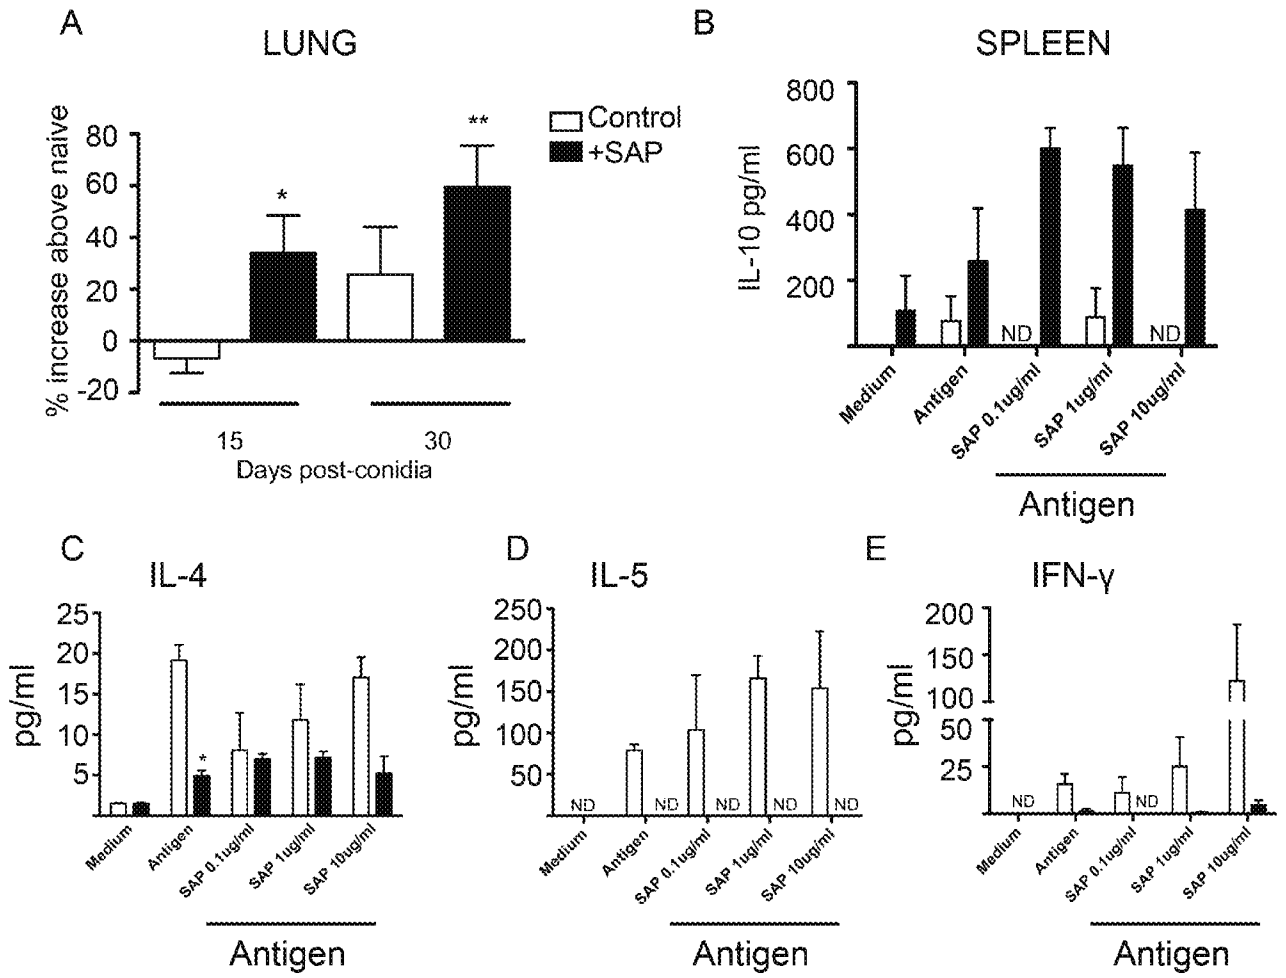 A
LUNG
% increase above naive
80
60
40
20
0
-20
*
**
15
30
Days post-conidia
Control
+SAP
B
SPLEEN
IL-10 pg/ml
800
600
400
200
ND
ND
Medium
Antigen
SAP 0.1ug/ml
SAP 1ug/ml
SAP 10ug/ml
Antigen
C
IL-4
pg/ml
25
20
15
10
5
*
Medium
Antigen
SAP 0.1ug/ml
SAP 1ug/ml
SAP 10ug/ml
Antigen
D
IL-5
pg/ml
250
200
150
100
50
ND
ND
ND
ND
ND
Medium
Antigen
SAP 0.1ug/ml
SAP 1ug/ml
SAP 10ug/ml
Antigen
E
IFN-γ
pg/ml
200
150
100
50
25
ND
ND
Medium
Antigen
SAP 0.1ug/ml
SAP 1ug/ml
SAP 10ug/ml
Antigen